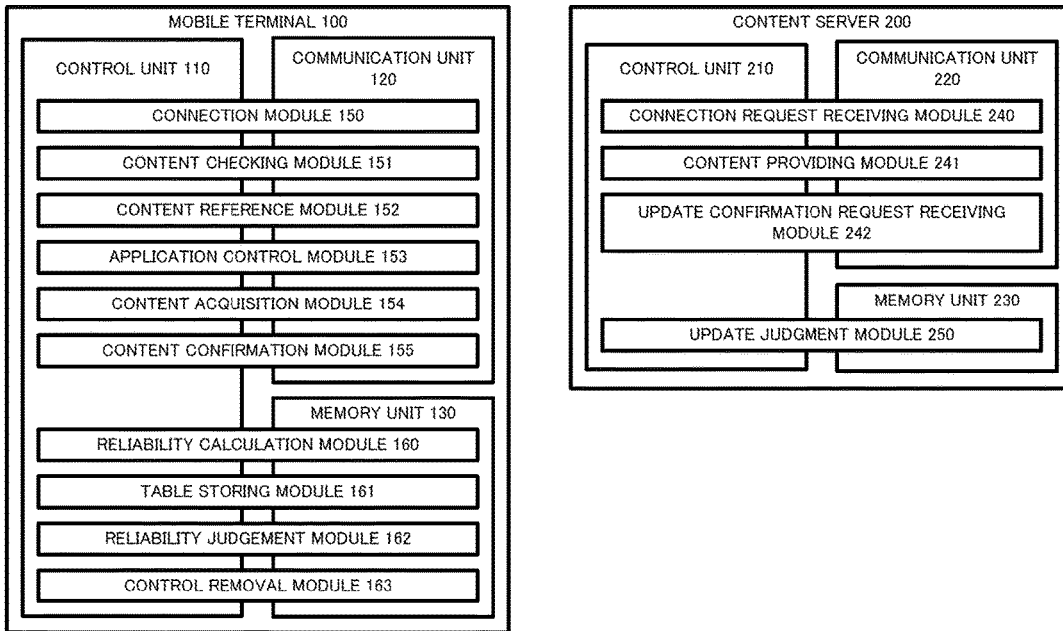 MOBILE TERMINAL 100
CONTROL UNIT 110
COMMUNICATION UNIT
120
CONNECTION MODULE 150
CONTENT CHECKING MODULE 151
CONTENT REFERENCE MODULE 152
APPLICATION CONTROL MODULE 153
CONTENT ACQUISITION MODULE 154
CONTENT CONFIRMATION MODULE 155
MEMORY UNIT 130
RELIABILITY CALCULATION MODULE 160
TABLE STORING MODULE 161
RELIABILITY JUDGEMENT MODULE 162
CONTROL REMOVAL MODULE 163
CONTENT SERVER 200
CONTROL UNIT 210
COMMUNICATION UNIT
220
CONNECTION REQUEST RECEIVING MODULE 240
CONTENT PROVIDING MODULE 241
UPDATE CONFIRMATION REQUEST RECEIVING
MODULE 242
MEMORY UNIT 230
UPDATE JUDGMENT MODULE 250